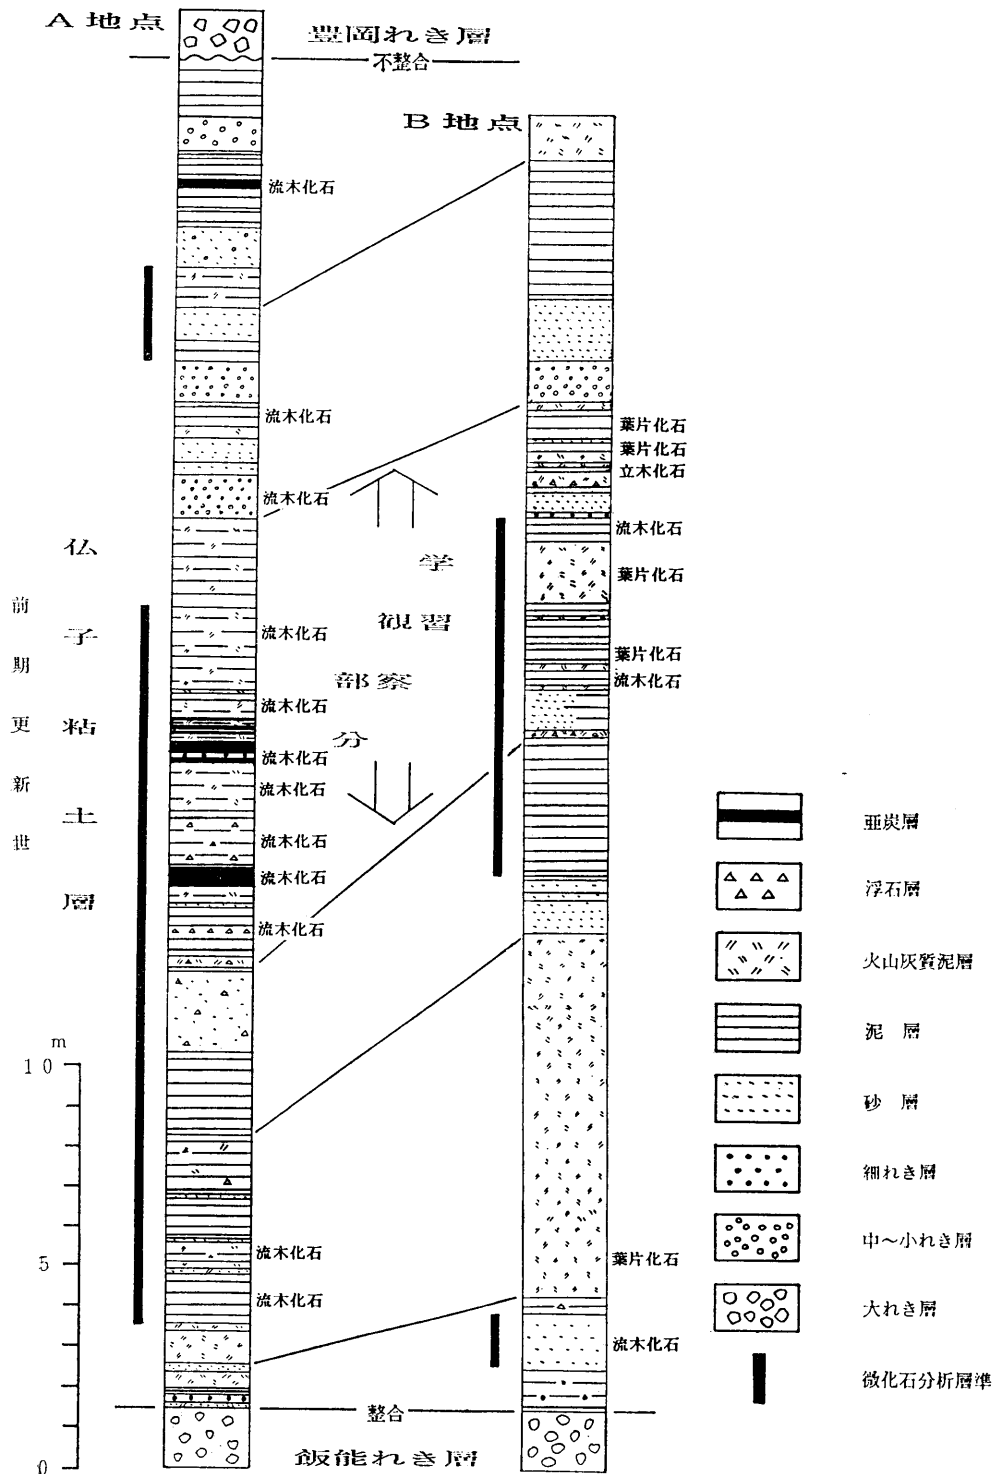 A地点
豊岡れき層
不整合
B地点
流木化石
流木化石
流木化石
流木化石
流木化石
流木化石
流木化石
流木化石
流木化石
流木化石
流木化石
流木化石
葉片化石
葉片化石
立木化石
流木化石
葉片化石
葉片化石
流木化石
葉片化石
流木化石
学習
観察
部分
仏子粘土層
前期更新世
m
10
5
0
整合
飯能れき層
亜炭層
浮石層
火山灰質泥層
泥 層
砂 層
細れき層
中～小れき層
大れき層
微化石分析層準